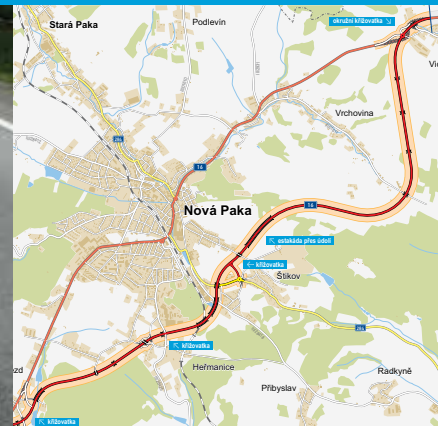 Stará Paka
Podlevín
okružní křižovatka ↘
Vrchovina
284
16
Nová Paka
16
↖ estakáda přes údolí
← křižovatka
Štikov
284
↖ křižovatka
Heřmanice
Radkyně
Přibyslav
↖ křižovatka